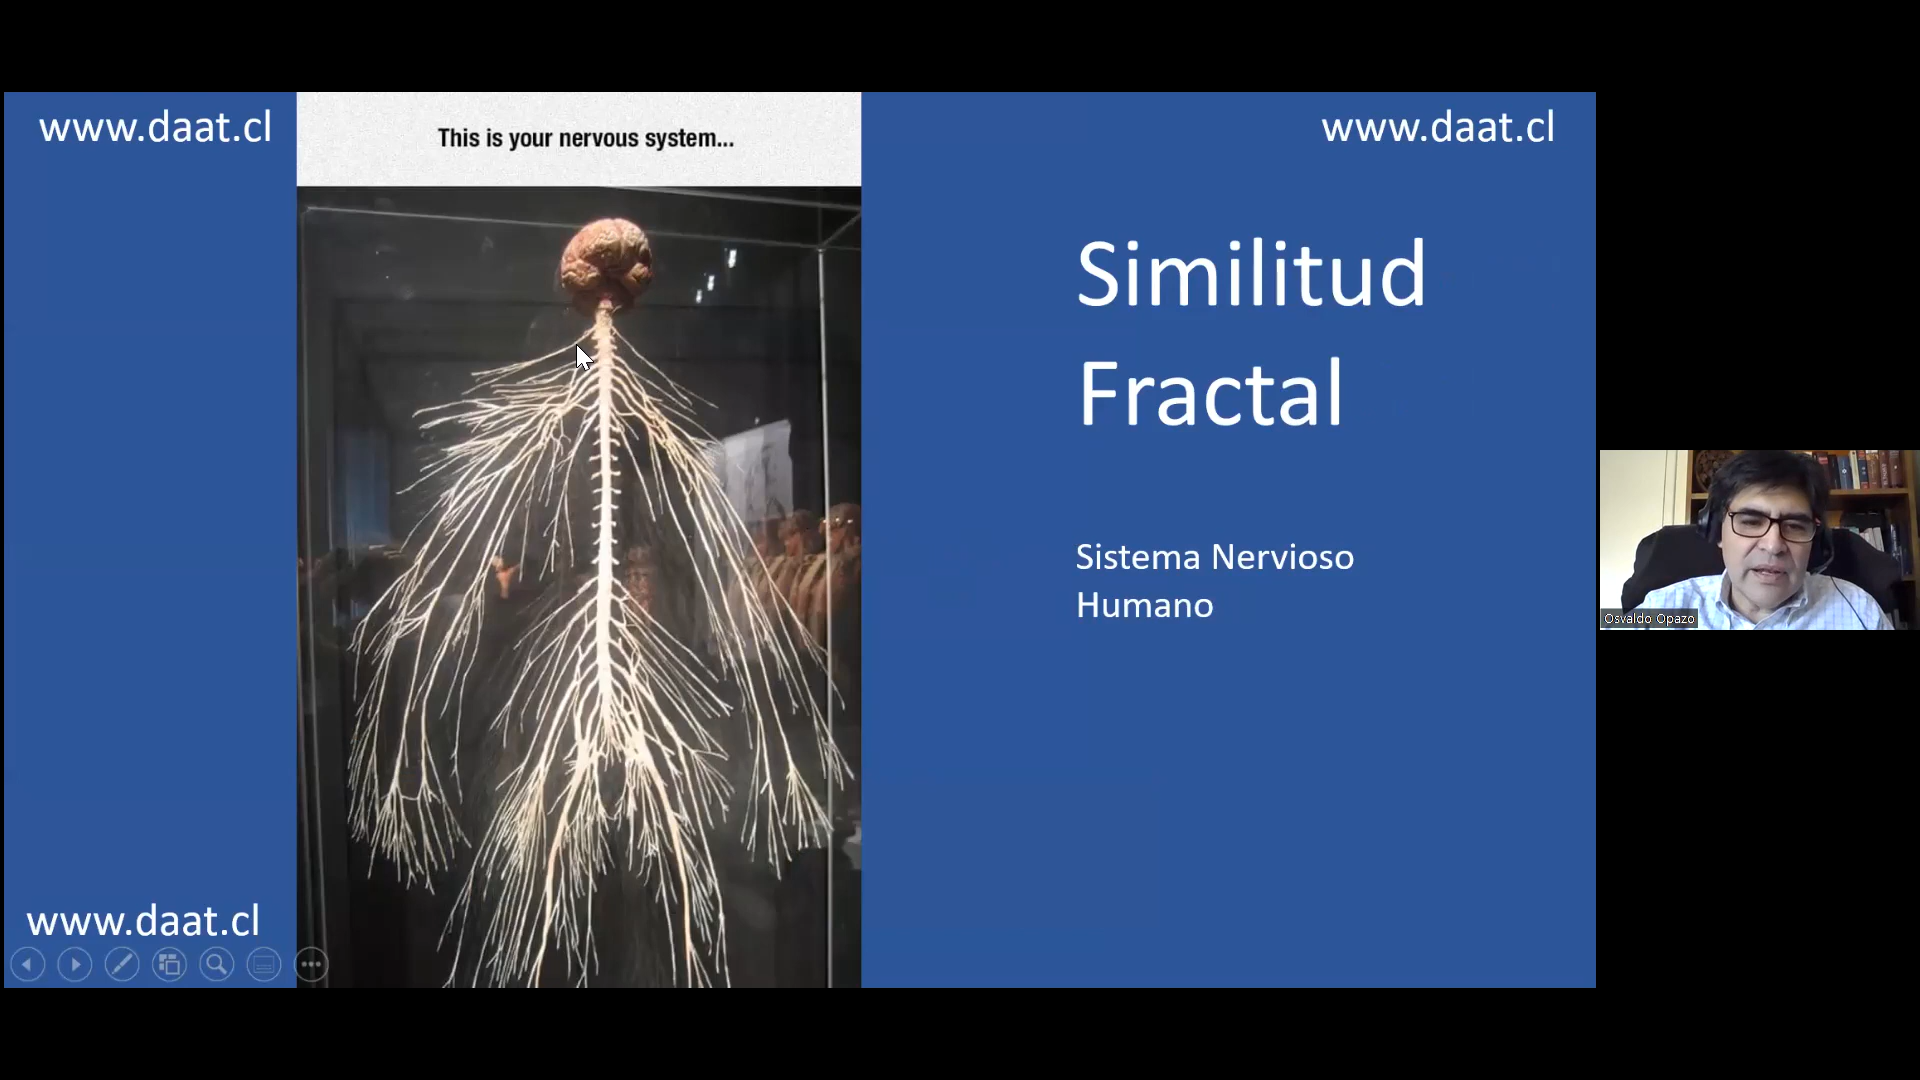 www.daat.cl
This is your nervous system...
www.daat.cl
Similitud
Fractal
Sistema Nervioso
Humano
Osvaldo Opazo
www.daat.cl